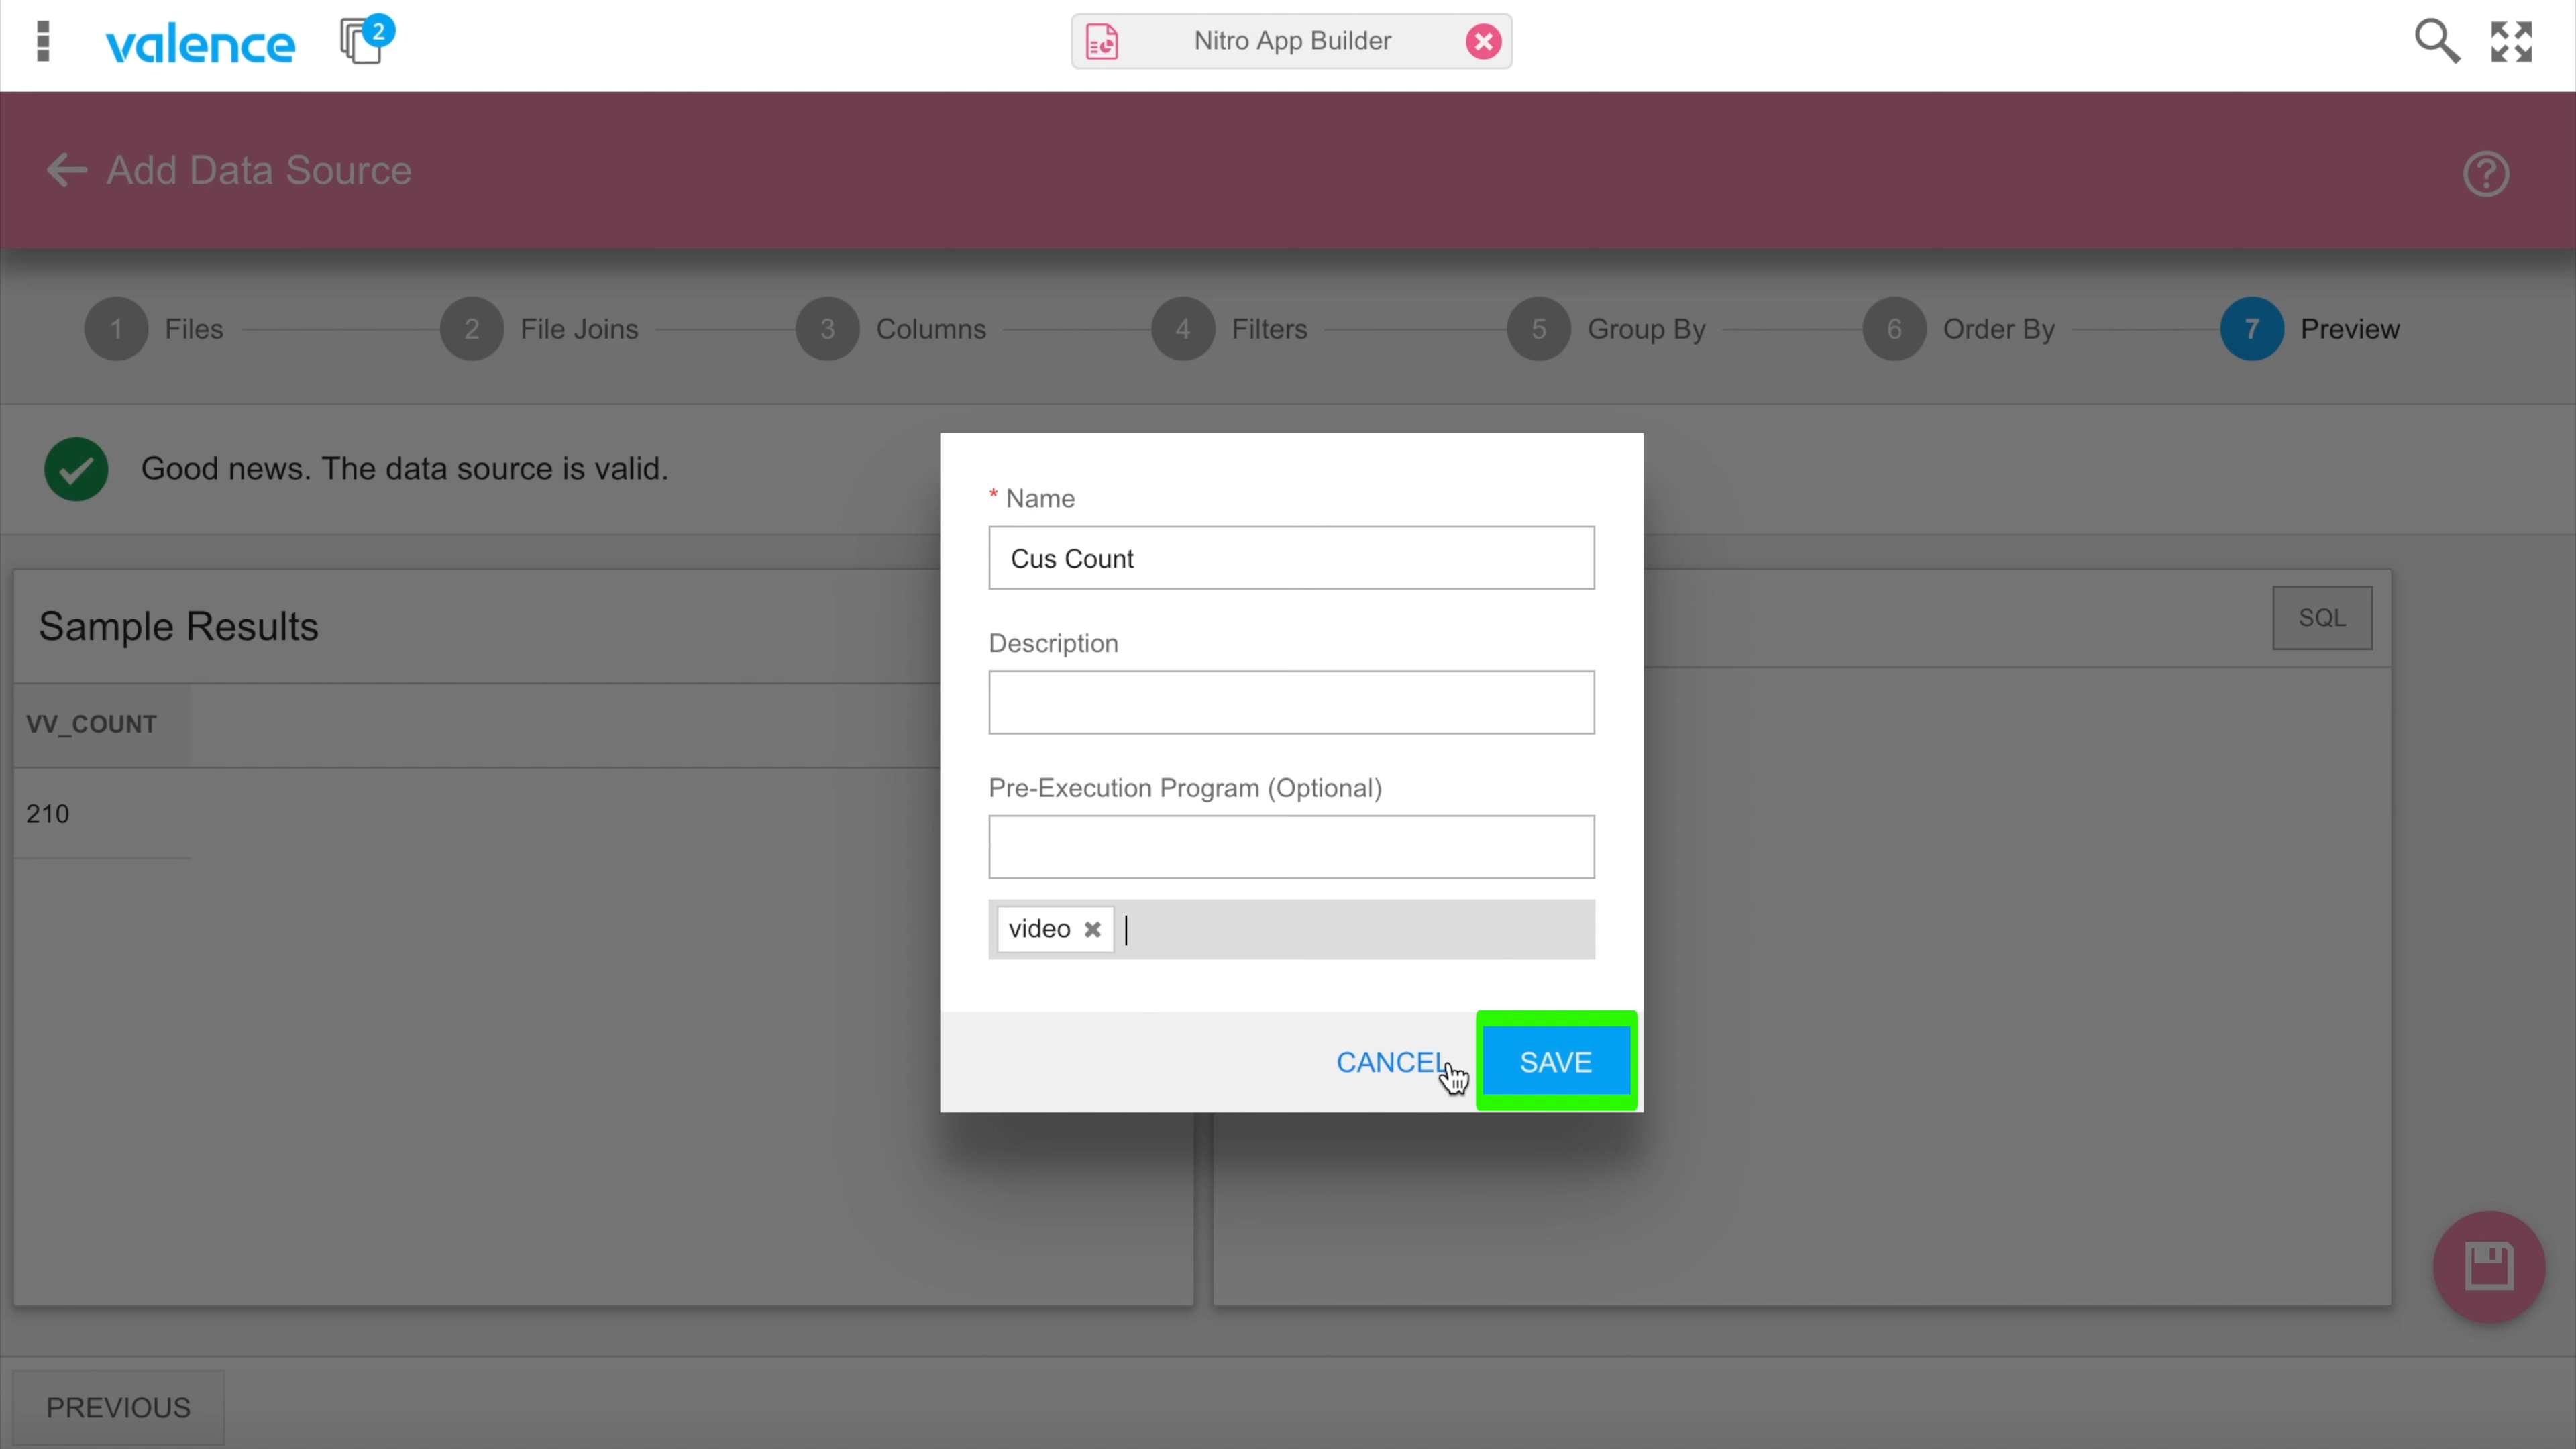 valence
2
Nitro App Builder
Add Data Source
1 Files
2 File Joins
3 Columns
4 Filters
5 Group By
6 Order By
7 Preview
Good news. The data source is valid.
Sample Results
SQL
VV_COUNT
210
* Name
Cus Count
Description
Pre-Execution Program (Optional)
video
CANCEL
SAVE
PREVIOUS